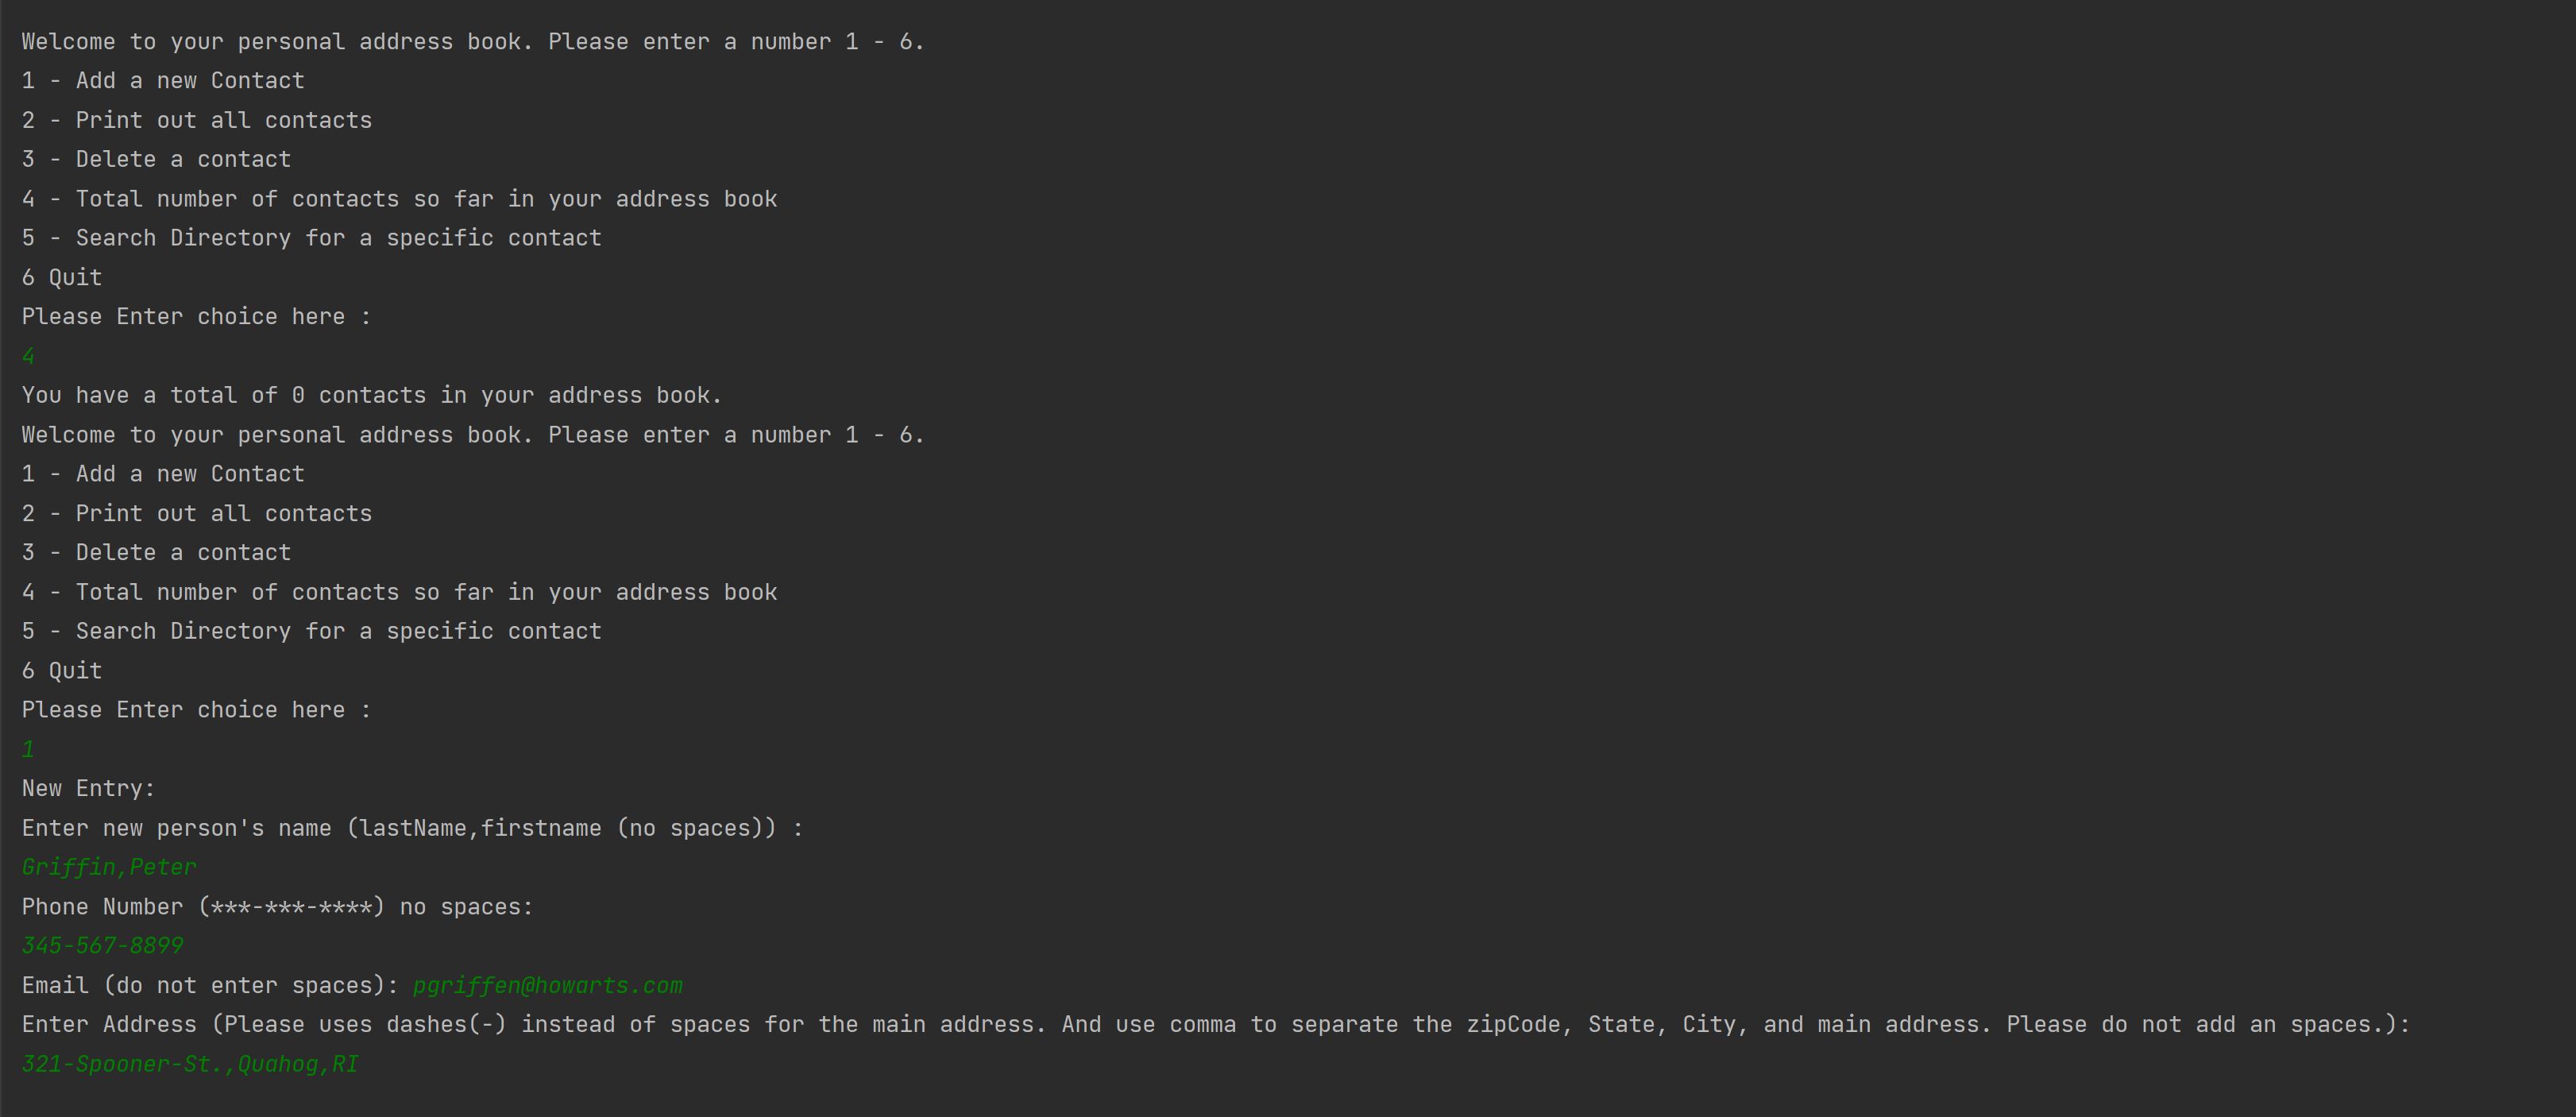 Welcome to your personal address book. Please enter a number 1 - 6.
1 - Add a new Contact
2 - Print out all contacts
3 - Delete a contact
4 - Total number of contacts so far in your address book
5 - Search Directory for a specific contact
6 Quit
Please Enter choice here :
4
You have a total of 0 contacts in your address book.
Welcome to your personal address book. Please enter a number 1 - 6.
1 - Add a new Contact
2 - Print out all contacts
3 - Delete a contact
4 - Total number of contacts so far in your address book
5 - Search Directory for a specific contact
6 Quit
Please Enter choice here :
1
New Entry:
Enter new person's name (lastName,firstname (no spaces)) :
Griffin,Peter
Phone Number (***-***-****) no spaces:
345-567-8899
Email (do not enter spaces): pgriffen@howarts.com
Enter Address (Please uses dashes(-) instead of spaces for the main address. And use comma to separate the zipCode, State, City, and main address. Please do not add an spaces.):
321-Spooner-St.,Quahog,RI